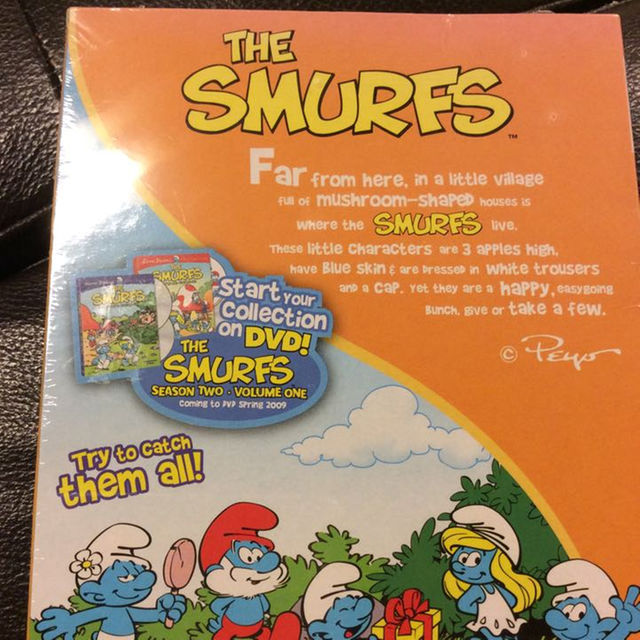 THE
SMURFS
TM
Far from here, in a little village
full of mushroom-shaped houses is
where the SMURFS live.
These little characters are 3 apples high,
have Blue skin & are dressed in white trousers
and a cap. Yet they are a happy, easygoing
Bunch, give or take a few.
© Peyo
SMURFS
SMURFS
Start your
collection
on DVD!
THE
SMURFS
SEASON TWO · VOLUME ONE
Coming to DVD Spring 2009
Try to catch
them all!